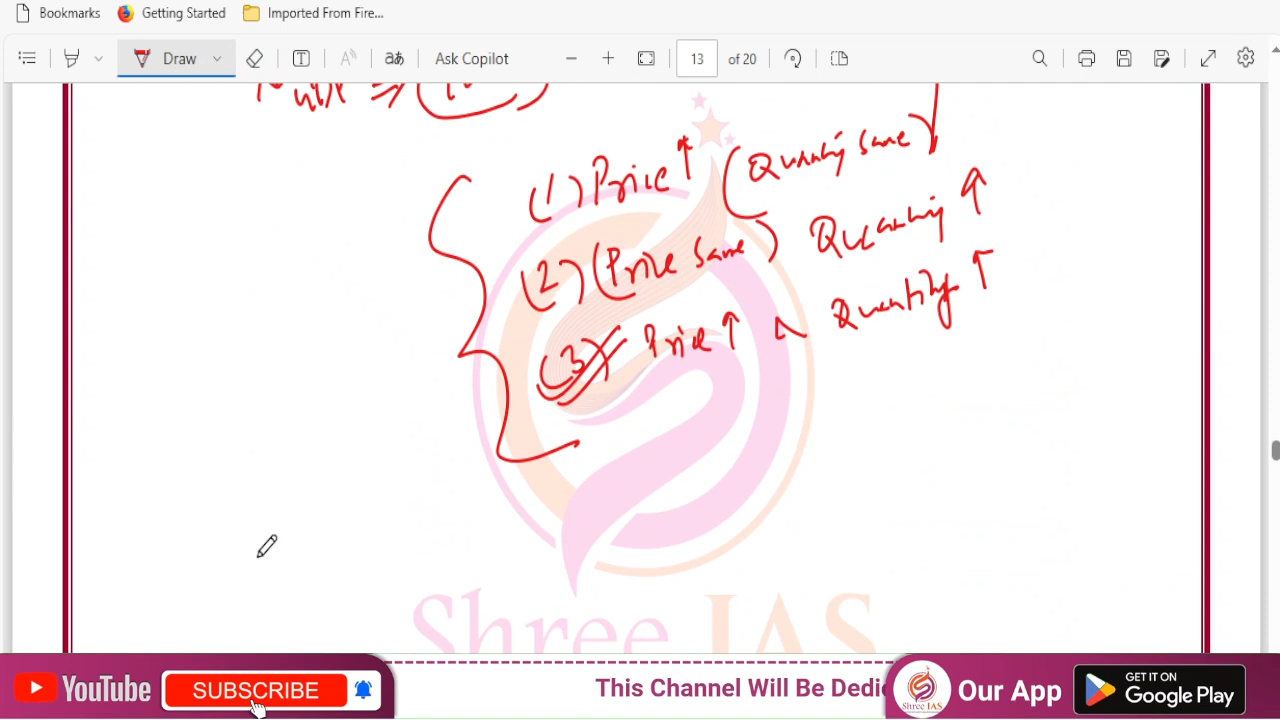 Bookmarks Getting Started Imported From Fire...
Draw Ask Copilot 13 of 20
(1) Price ↑ (Quantity Same)
(2) (Price Same) Quantity ↑
(3) Price ↑ Quantity ↑
Shree IAS
YouTube SUBSCRIBE This Channel Will Be Dedic Shree IAS Our App GET IT ON Google Play